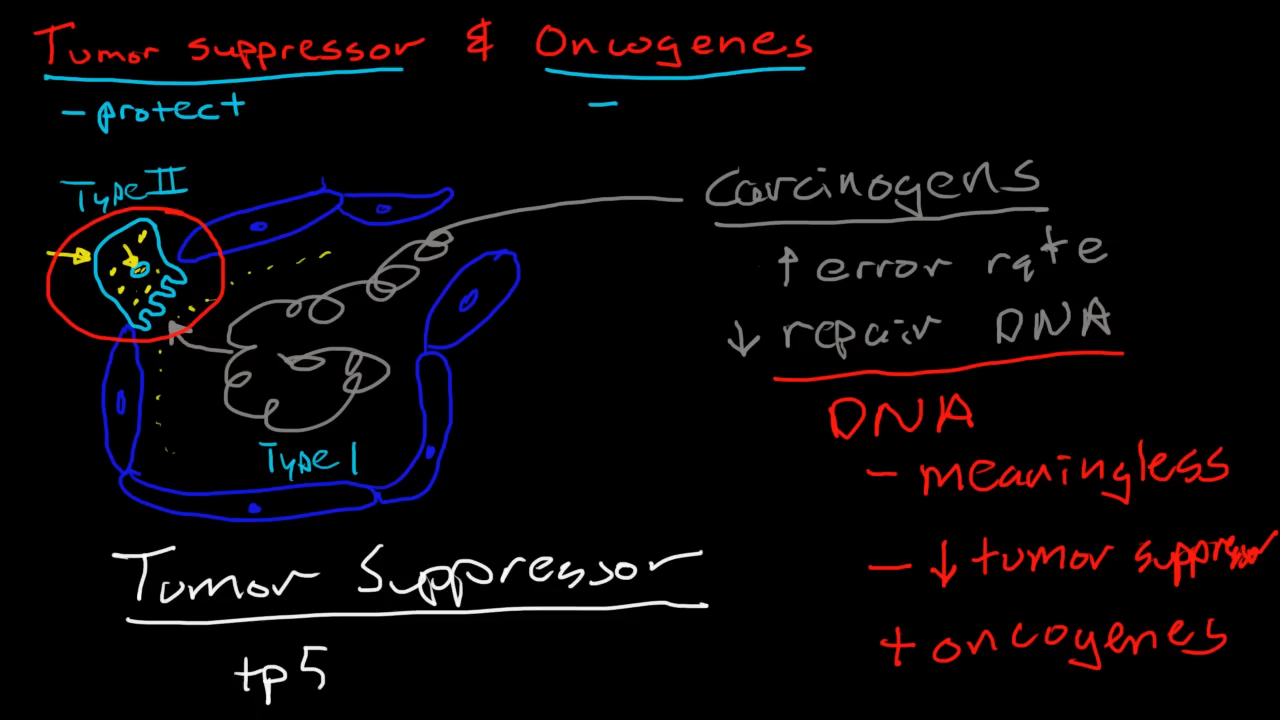 Tumor suppressor & Oncogenes
- protect -
Type II
Carcinogens
↑ error rate
↓ repair DNA
DNA
- meaningless
Type I
- ↓ tumor suppressor
Tumor Suppressor
+ oncogenes
tp5